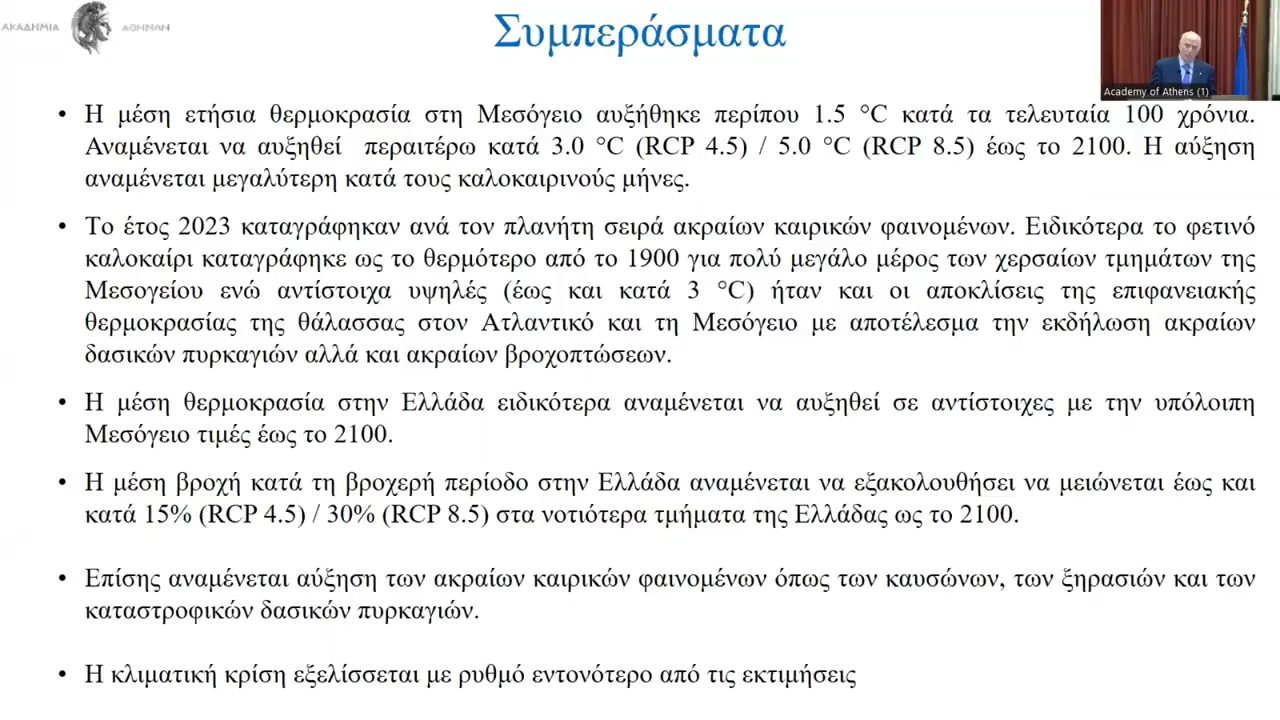 ΑΚΑΔΗΜΙΑ ΑΘΗΝΩΝ
Συμπεράσματα
Academy of Athens (1)
• Η μέση ετήσια θερμοκρασία στη Μεσόγειο αυξήθηκε περίπου 1.5 °C κατά τα τελευταία 100 χρόνια.
Αναμένεται να αυξηθεί περαιτέρω κατά 3.0 °C (RCP 4.5) / 5.0 °C (RCP 8.5) έως το 2100. Η αύξηση
αναμένεται μεγαλύτερη κατά τους καλοκαιρινούς μήνες.
• Το έτος 2023 καταγράφηκαν ανά τον πλανήτη σειρά ακραίων καιρικών φαινομένων. Ειδικότερα το φετινό
καλοκαίρι καταγράφηκε ως το θερμότερο από το 1900 για πολύ μεγάλο μέρος των χερσαίων τμημάτων της
Μεσογείου ενώ αντίστοιχα υψηλές (έως και κατά 3 °C) ήταν και οι αποκλίσεις της επιφανειακής
θερμοκρασίας της θάλασσας στον Ατλαντικό και τη Μεσόγειο με αποτέλεσμα την εκδήλωση ακραίων
δασικών πυρκαγιών αλλά και ακραίων βροχοπτώσεων.
• Η μέση θερμοκρασία στην Ελλάδα ειδικότερα αναμένεται να αυξηθεί σε αντίστοιχες με την υπόλοιπη
Μεσόγειο τιμές έως το 2100.
• Η μέση βροχή κατά τη βροχερή περίοδο στην Ελλάδα αναμένεται να εξακολουθήσει να μειώνεται έως και
κατά 15% (RCP 4.5) / 30% (RCP 8.5) στα νοτιότερα τμήματα της Ελλάδας ως το 2100.
• Επίσης αναμένεται αύξηση των ακραίων καιρικών φαινομένων όπως των καυσώνων, των ξηρασιών και των
καταστροφικών δασικών πυρκαγιών.
• Η κλιματική κρίση εξελίσσεται με ρυθμό εντονότερο από τις εκτιμήσεις